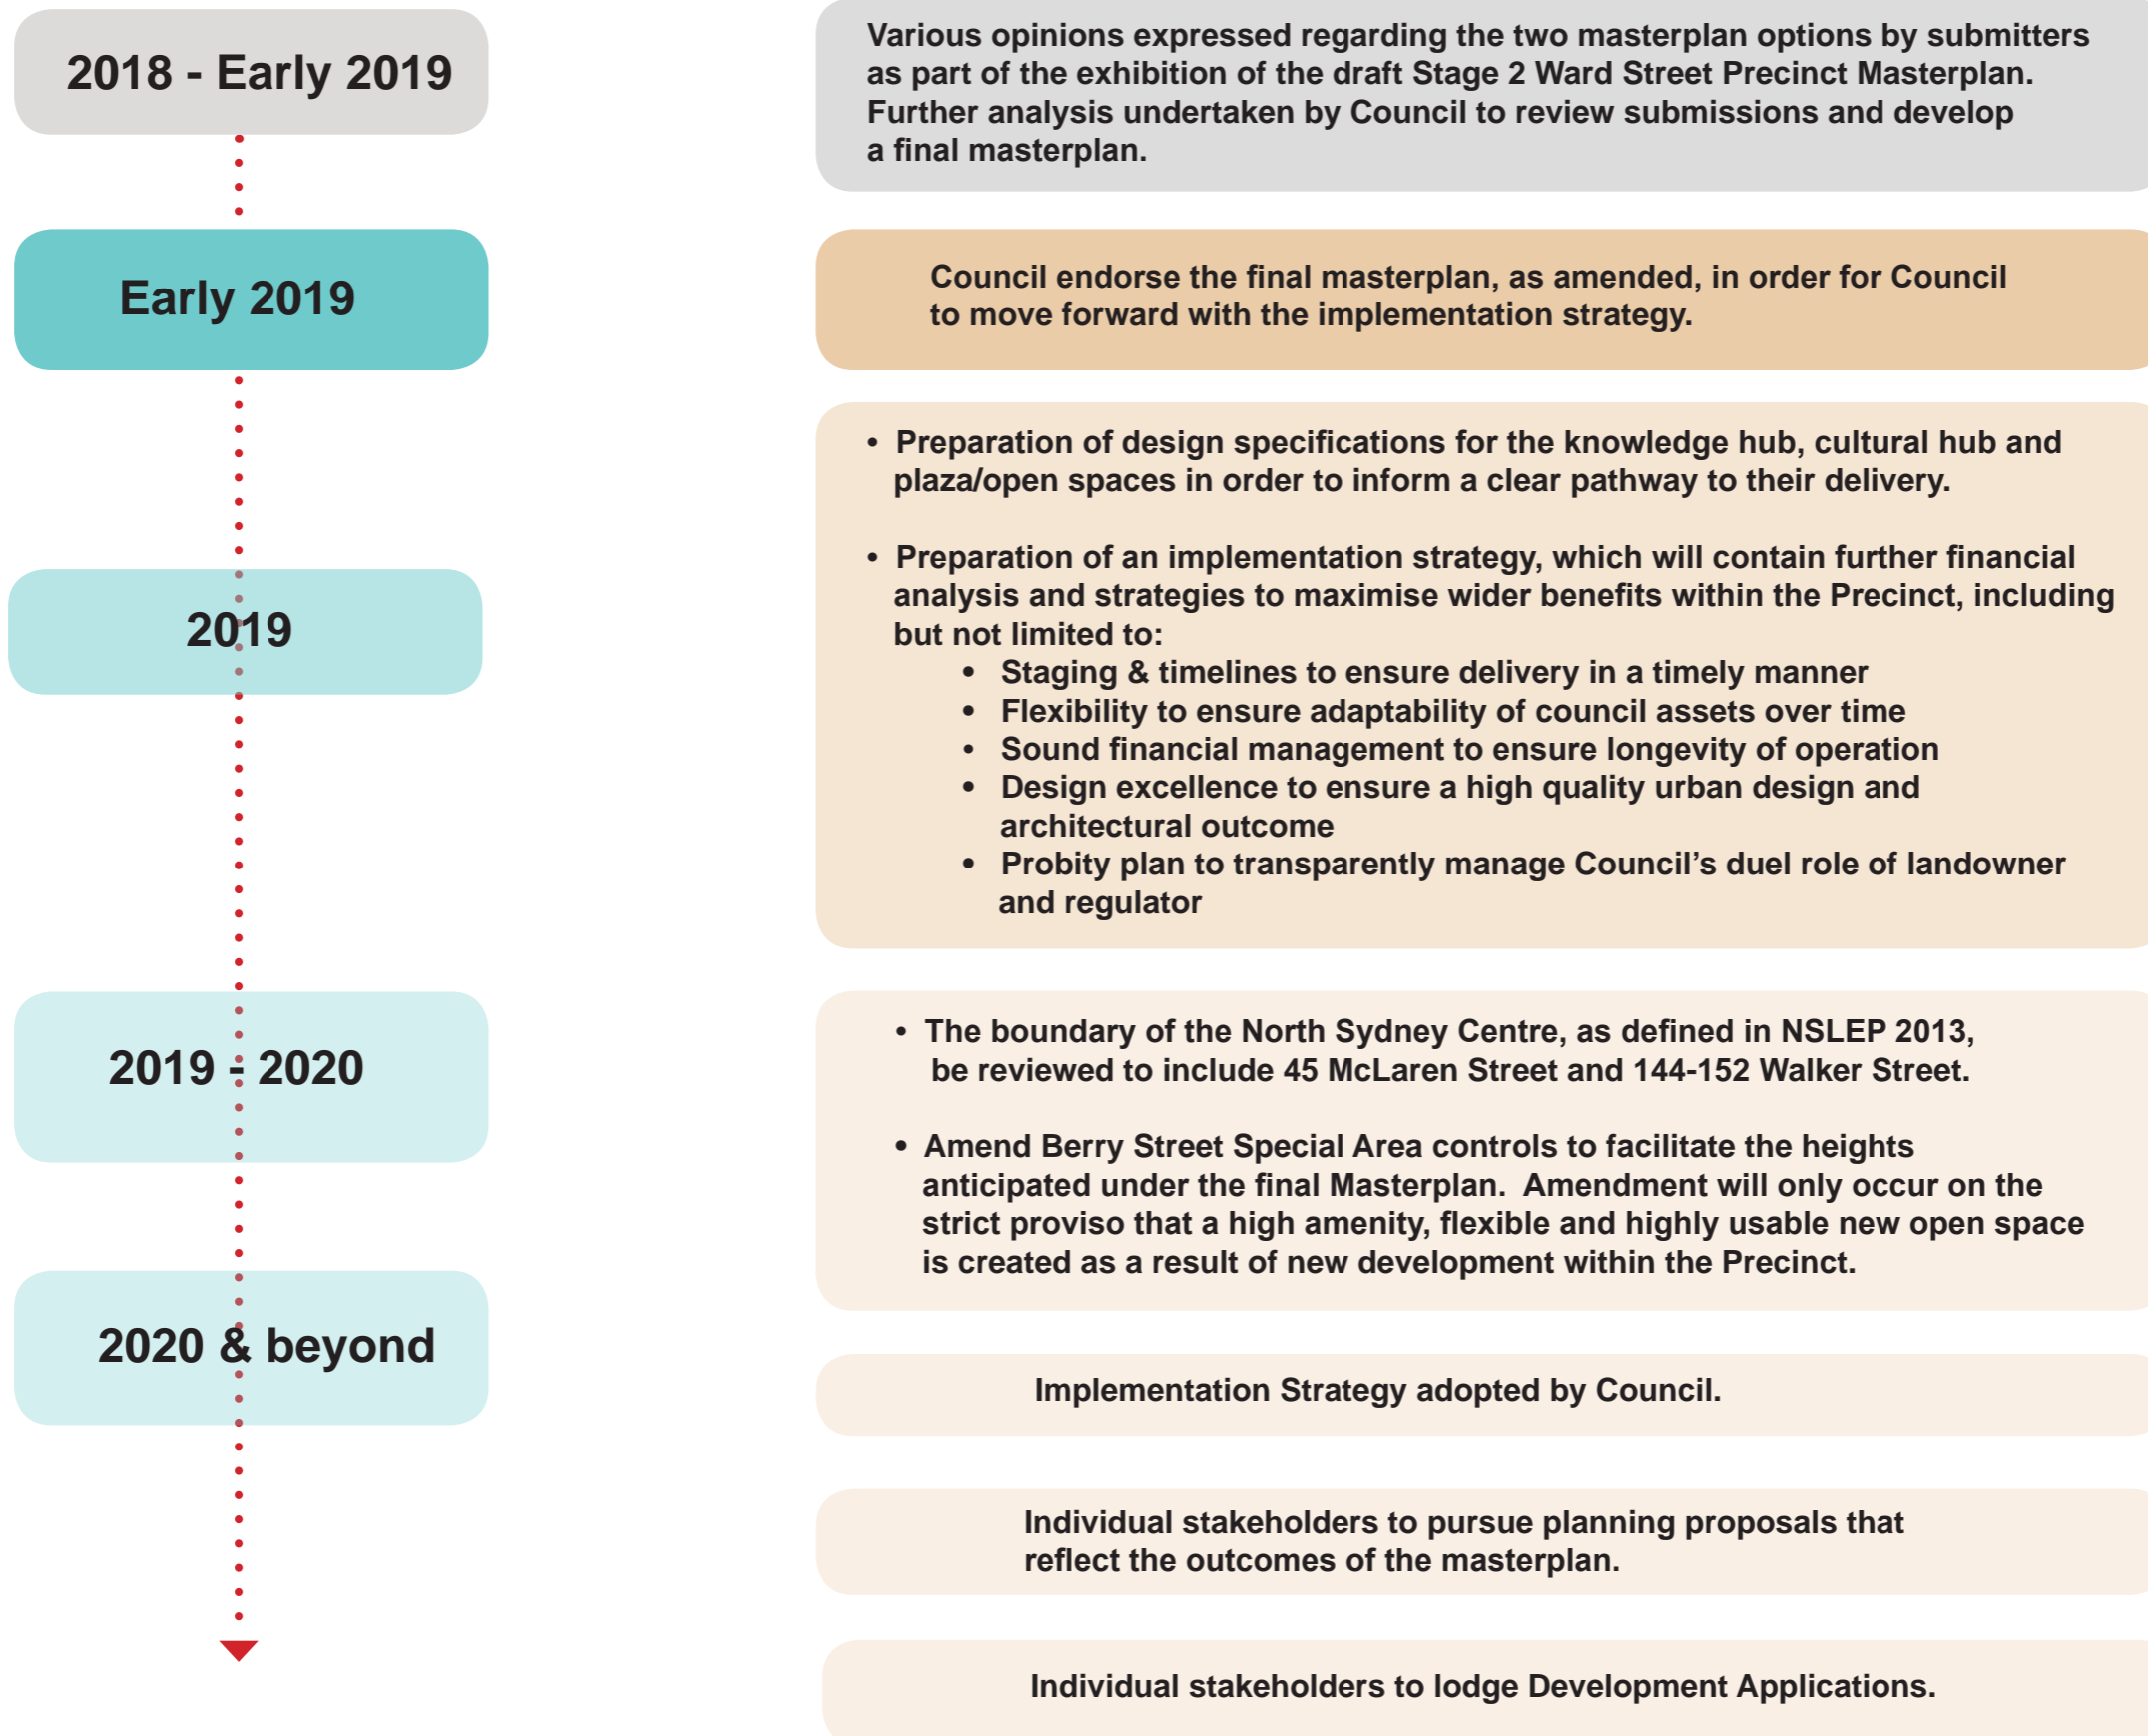 2018 - Early 2019
Various opinions expressed regarding the two masterplan options by submitters
as part of the exhibition of the draft Stage 2 Ward Street Precinct Masterplan.
Further analysis undertaken by Council to review submissions and develop
a final masterplan.
Early 2019
Council endorse the final masterplan, as amended, in order for Council
to move forward with the implementation strategy.
2019
• Preparation of design specifications for the knowledge hub, cultural hub and
plaza/open spaces in order to inform a clear pathway to their delivery.
• Preparation of an implementation strategy, which will contain further financial
analysis and strategies to maximise wider benefits within the Precinct, including
but not limited to:
• Staging & timelines to ensure delivery in a timely manner
• Flexibility to ensure adaptability of council assets over time
• Sound financial management to ensure longevity of operation
• Design excellence to ensure a high quality urban design and
architectural outcome
• Probity plan to transparently manage Council's duel role of landowner
and regulator
2019 - 2020
• The boundary of the North Sydney Centre, as defined in NSLEP 2013,
be reviewed to include 45 McLaren Street and 144-152 Walker Street.
• Amend Berry Street Special Area controls to facilitate the heights
anticipated under the final Masterplan. Amendment will only occur on the
strict proviso that a high amenity, flexible and highly usable new open space
is created as a result of new development within the Precinct.
2020 & beyond
Implementation Strategy adopted by Council.
Individual stakeholders to pursue planning proposals that
reflect the outcomes of the masterplan.
Individual stakeholders to lodge Development Applications.